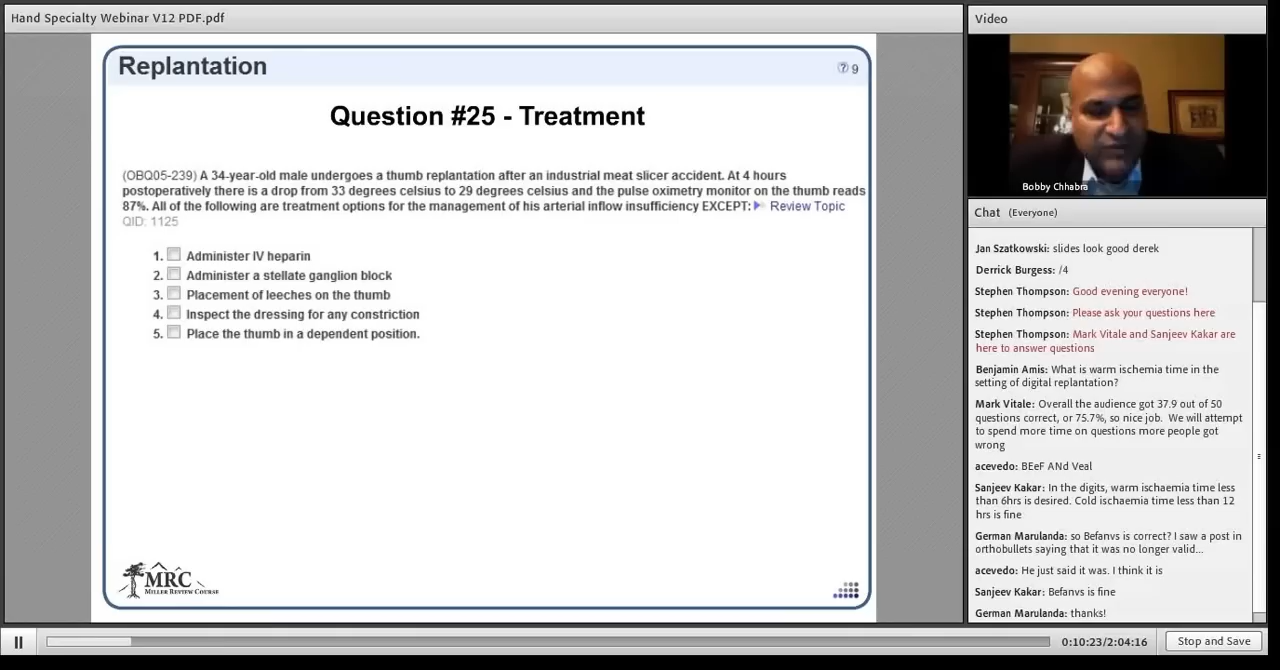 Hand Specialty Webinar V12 PDF.pdf
Replantation
9
Question #25 - Treatment
(OBQ05-239) A 34-year-old male undergoes a thumb replantation after an industrial meat slicer accident. At 4 hours
postoperatively there is a drop from 33 degrees celsius to 29 degrees celsius and the pulse oximetry monitor on the thumb reads
87%. All of the following are treatment options for the management of his arterial inflow insufficiency EXCEPT: Review Topic
QID: 1125
1. Administer IV heparin
2. Administer a stellate ganglion block
3. Placement of leeches on the thumb
4. Inspect the dressing for any constriction
5. Place the thumb in a dependent position.
MRC
MILLER REVIEW COURSE
Video
Bobby Chhabra
Chat (Everyone)
Jan Szatkowski: slides look good derek
Derrick Burgess: /4
Stephen Thompson: Good evening everyone!
Stephen Thompson: Please ask your questions here
Stephen Thompson: Mark Vitale and Sanjeev Kakar are
here to answer questions
Benjamin Amis: What is warm ischemia time in the
setting of digital replantation?
Mark Vitale: Overall the audience got 37.9 out of 50
questions correct, or 75.7%, so nice job. We will attempt
to spend more time on questions more people got
wrong
acevedo: BEeF ANd Veal
Sanjeev Kakar: In the digits, warm ischaemia time less
than 6hrs is desired. Cold ischaemia time less than 12
hrs is fine
German Marulanda: so Befanvs is correct? I saw a post in
orthobullets saying that it was no longer valid...
acevedo: He just said it was. I think it is
Sanjeev Kakar: Befanvs is fine
German Marulanda: thanks!
0:10:23/2:04:16
Stop and Save